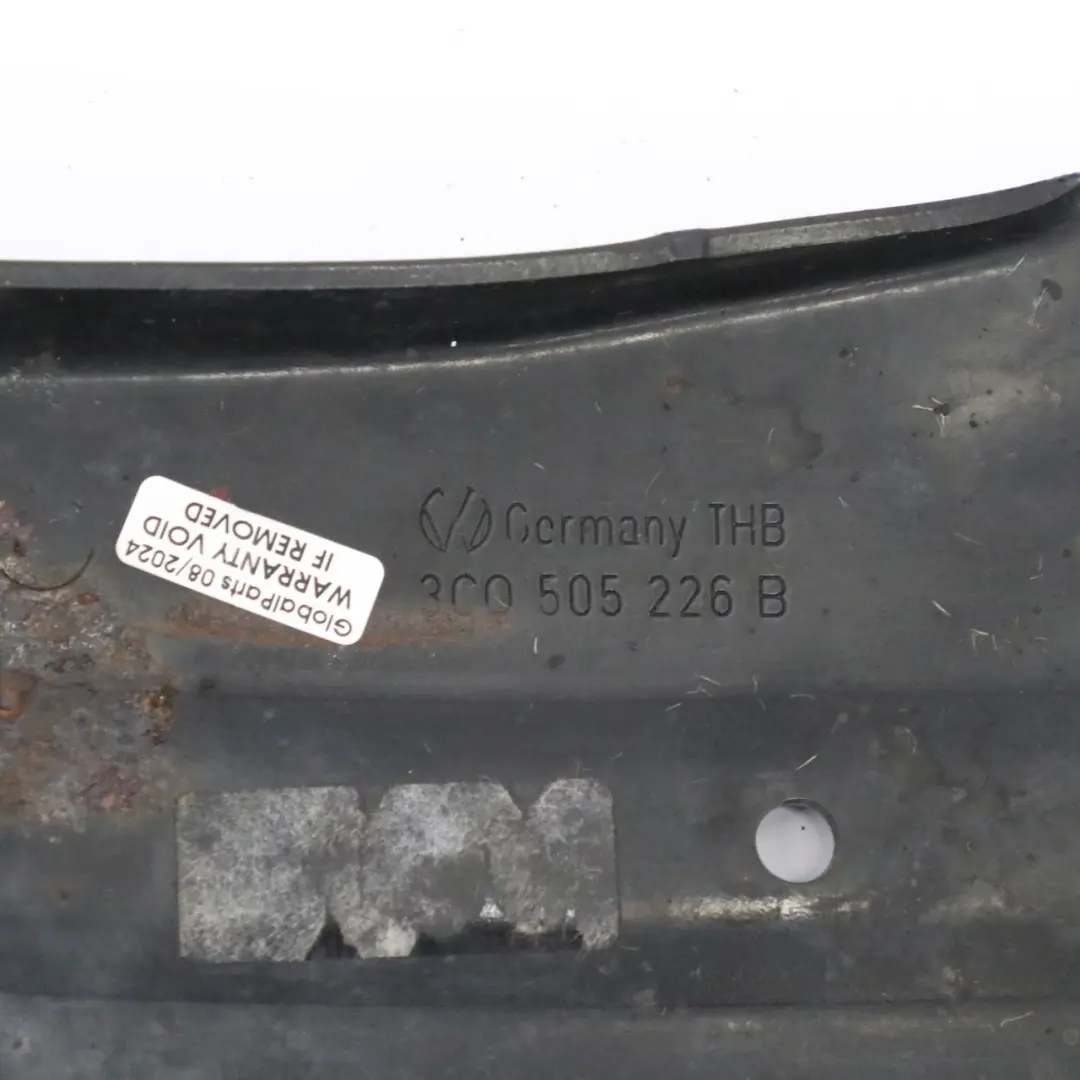 Germany THB
3C0 505 226 B
GlobalParts 08/2024
WARRANTY VOID
IF REMOVED